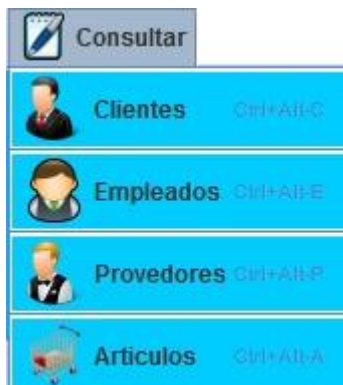 Consultar
Clientes Ctrl+Alt-C
Empleados Ctrl+Alt-E
Provedores Ctrl+Alt-P
Articulos Ctrl+Alt-A